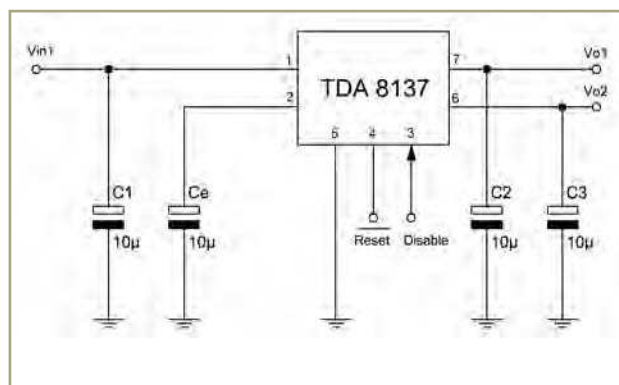 Vin1
Vo1
Vo2
1
2
7
6
TDA 8137
5
4
3
C1
10µ
Ce
10µ
Reset
Disable
C2
10µ
C3
10µ